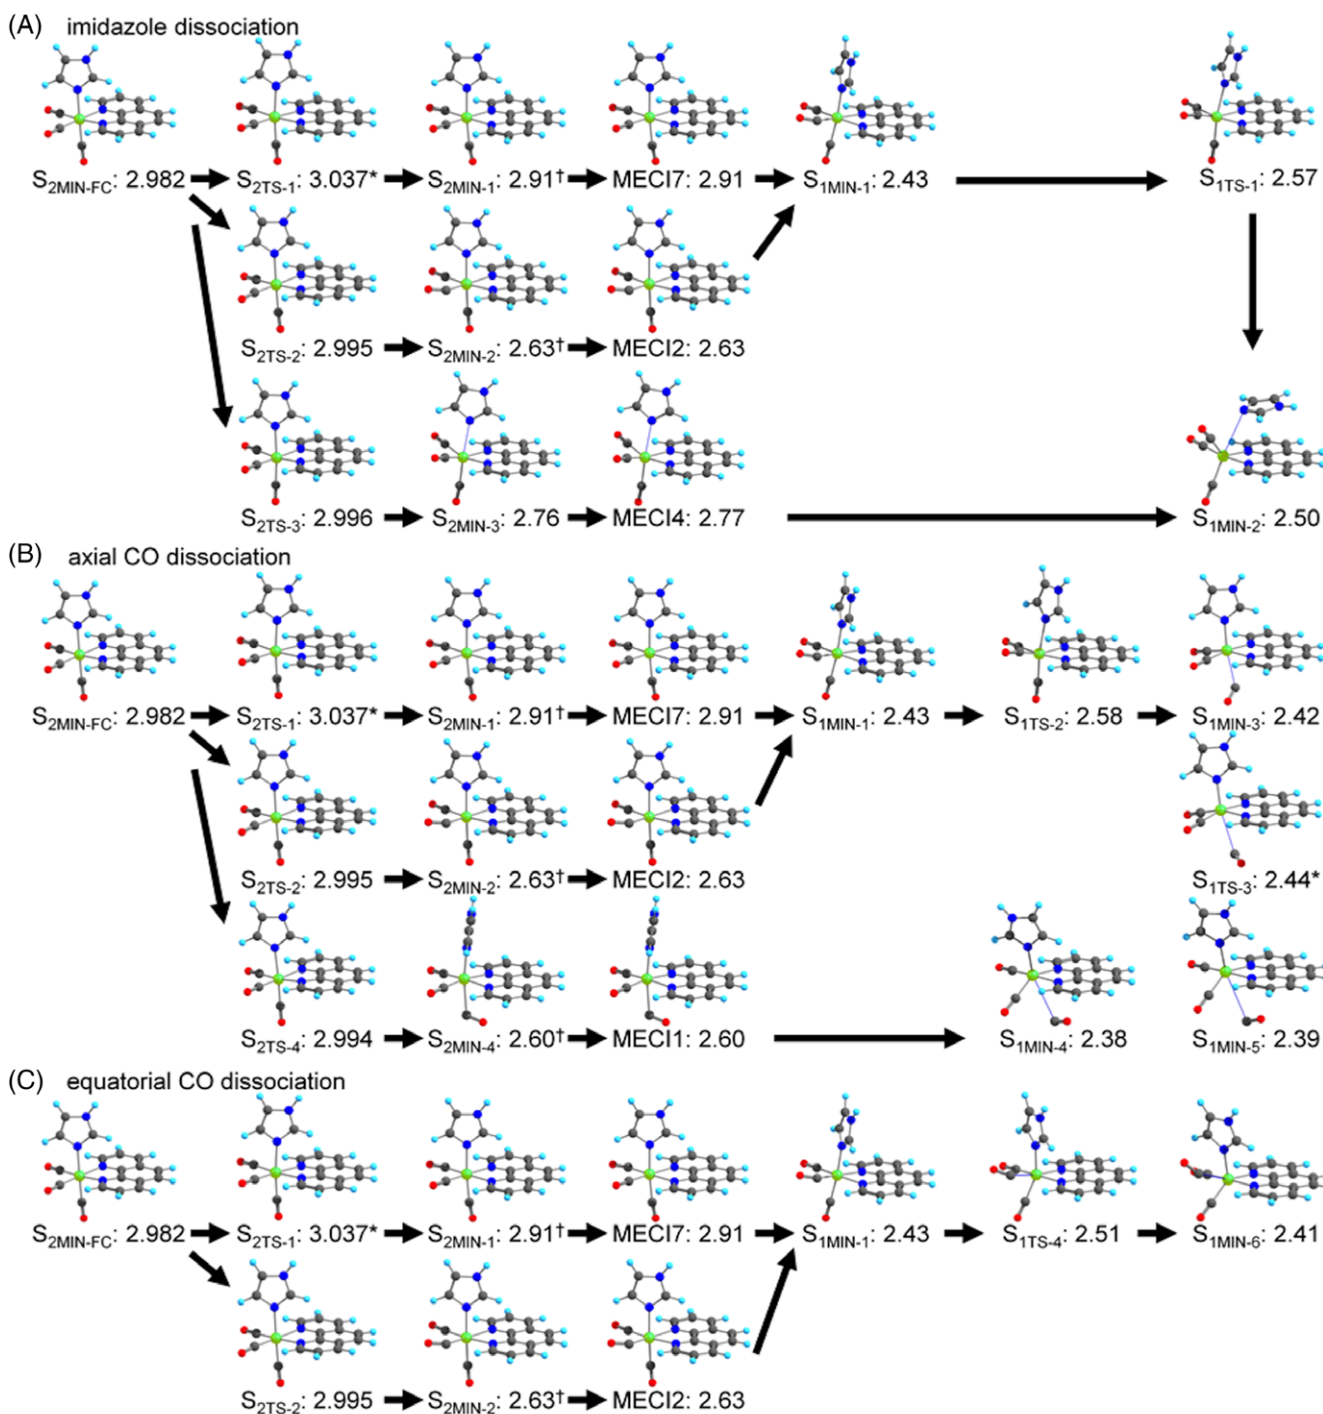 (A) imidazole dissociation
S2MIN-FC: 2.982 S2TS-1: 3.037* S2MIN-1: 2.91† MECI7: 2.91 S1MIN-1: 2.43 S1TS-1: 2.57
S2TS-2: 2.995 S2MIN-2: 2.63† MECI2: 2.63
S2TS-3: 2.996 S2MIN-3: 2.76 MECI4: 2.77 S1MIN-2: 2.50
(B) axial CO dissociation
S2MIN-FC: 2.982 S2TS-1: 3.037* S2MIN-1: 2.91† MECI7: 2.91 S1MIN-1: 2.43 S1TS-2: 2.58 S1MIN-3: 2.42
S2TS-2: 2.995 S2MIN-2: 2.63† MECI2: 2.63 S1TS-3: 2.44*
S2TS-4: 2.994 S2MIN-4: 2.60† MECI1: 2.60 S1MIN-4: 2.38 S1MIN-5: 2.39
(C) equatorial CO dissociation
S2MIN-FC: 2.982 S2TS-1: 3.037* S2MIN-1: 2.91† MECI7: 2.91 S1MIN-1: 2.43 S1TS-4: 2.51 S1MIN-6: 2.41
S2TS-2: 2.995 S2MIN-2: 2.63† MECI2: 2.63